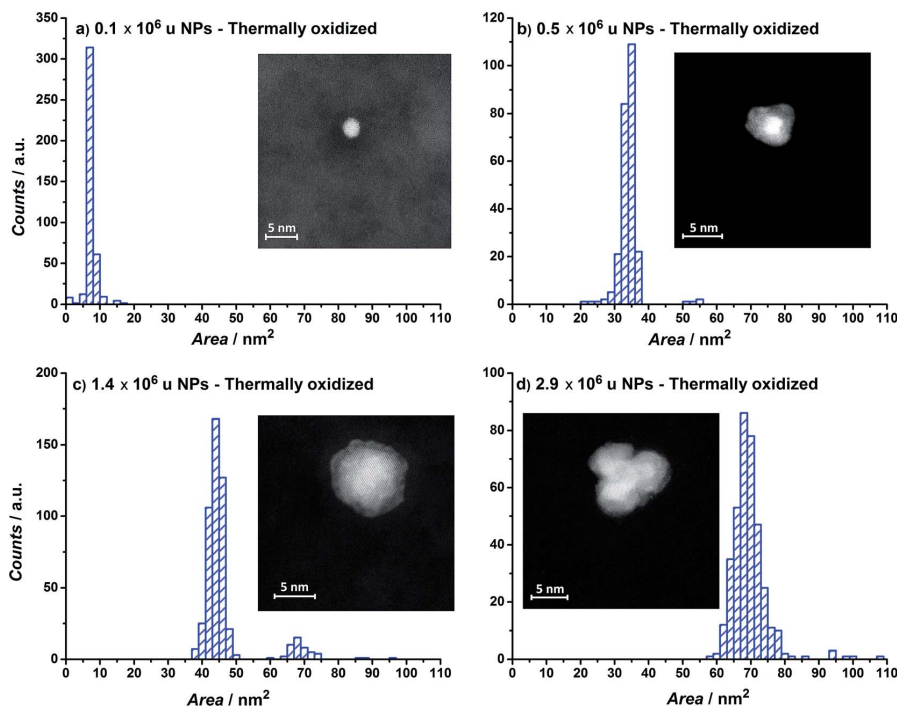 a) 0.1 × 10⁶ u NPs - Thermally oxidized
350
300
250
200
150
100
50
0
Counts / a.u.
5 nm
0 10 20 30 40 50 60 70 80 90 100 110
Area / nm²
b) 0.5 × 10⁶ u NPs - Thermally oxidized
120
100
80
60
40
20
0
5 nm
0 10 20 30 40 50 60 70 80 90 100 110
Area / nm²
c) 1.4 × 10⁶ u NPs - Thermally oxidized
200
150
100
50
0
Counts / a.u.
5 nm
0 10 20 30 40 50 60 70 80 90 100 110
Area / nm²
d) 2.9 × 10⁶ u NPs - Thermally oxidized
100
80
60
40
20
0
5 nm
0 10 20 30 40 50 60 70 80 90 100 110
Area / nm²